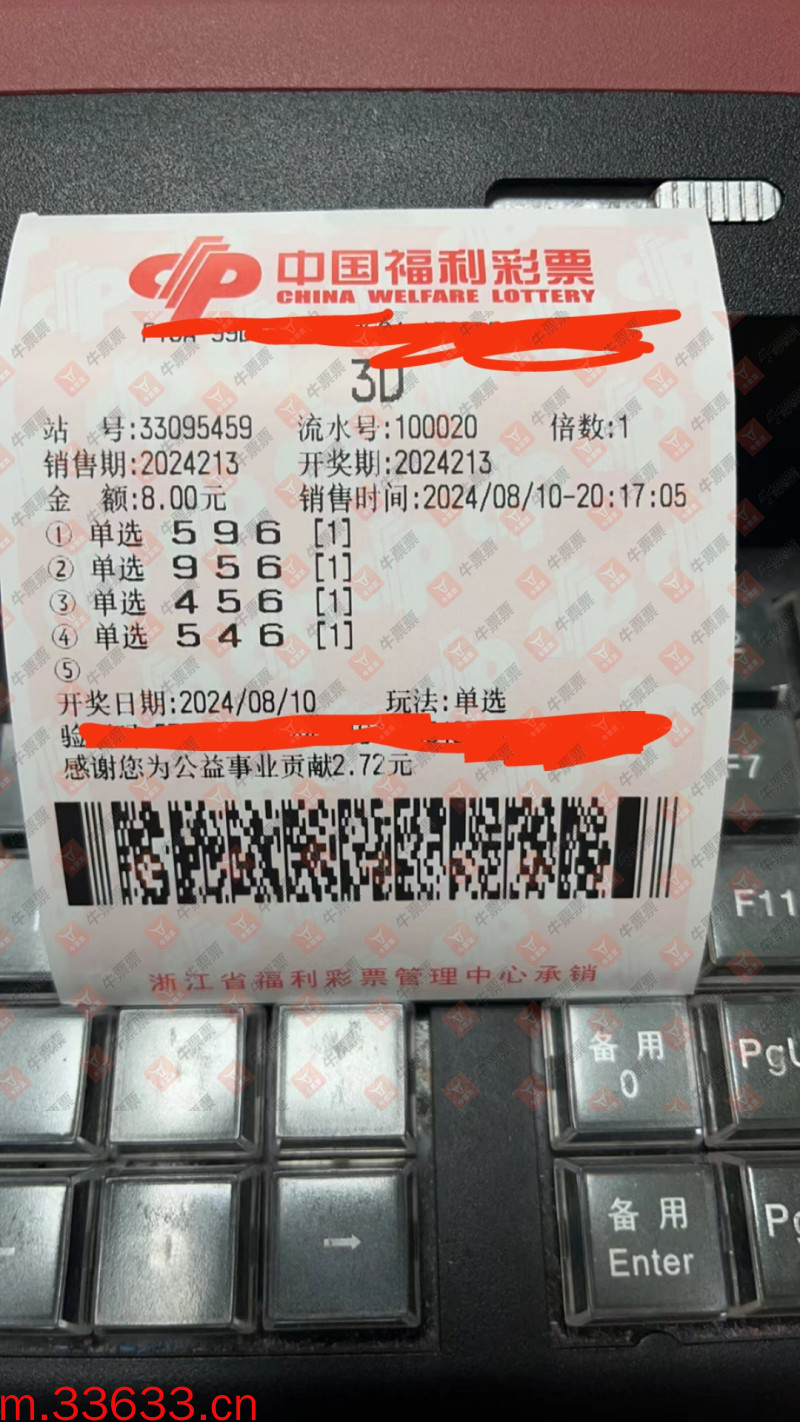 中国福利彩票
CHINA WELFARE LOTTERY
3D
站 号:33095459 流水号:100020 倍数:1
销售期:2024213 开奖期:2024213
金 额:8.00元 销售时间:2024/08/10-20:17:05
① 单选 5 9 6 [1]
② 单选 9 5 6 [1]
③ 单选 4 5 6 [1]
④ 单选 5 4 6 [1]
⑤
开奖日期:2024/08/10 玩法:单选
验
感谢您为公益事业贡献2.72元
浙江省福利彩票管理中心承销
牛票票
F7
F11
备用
0
PgU
备用
Enter
Pg
m.33633.cn